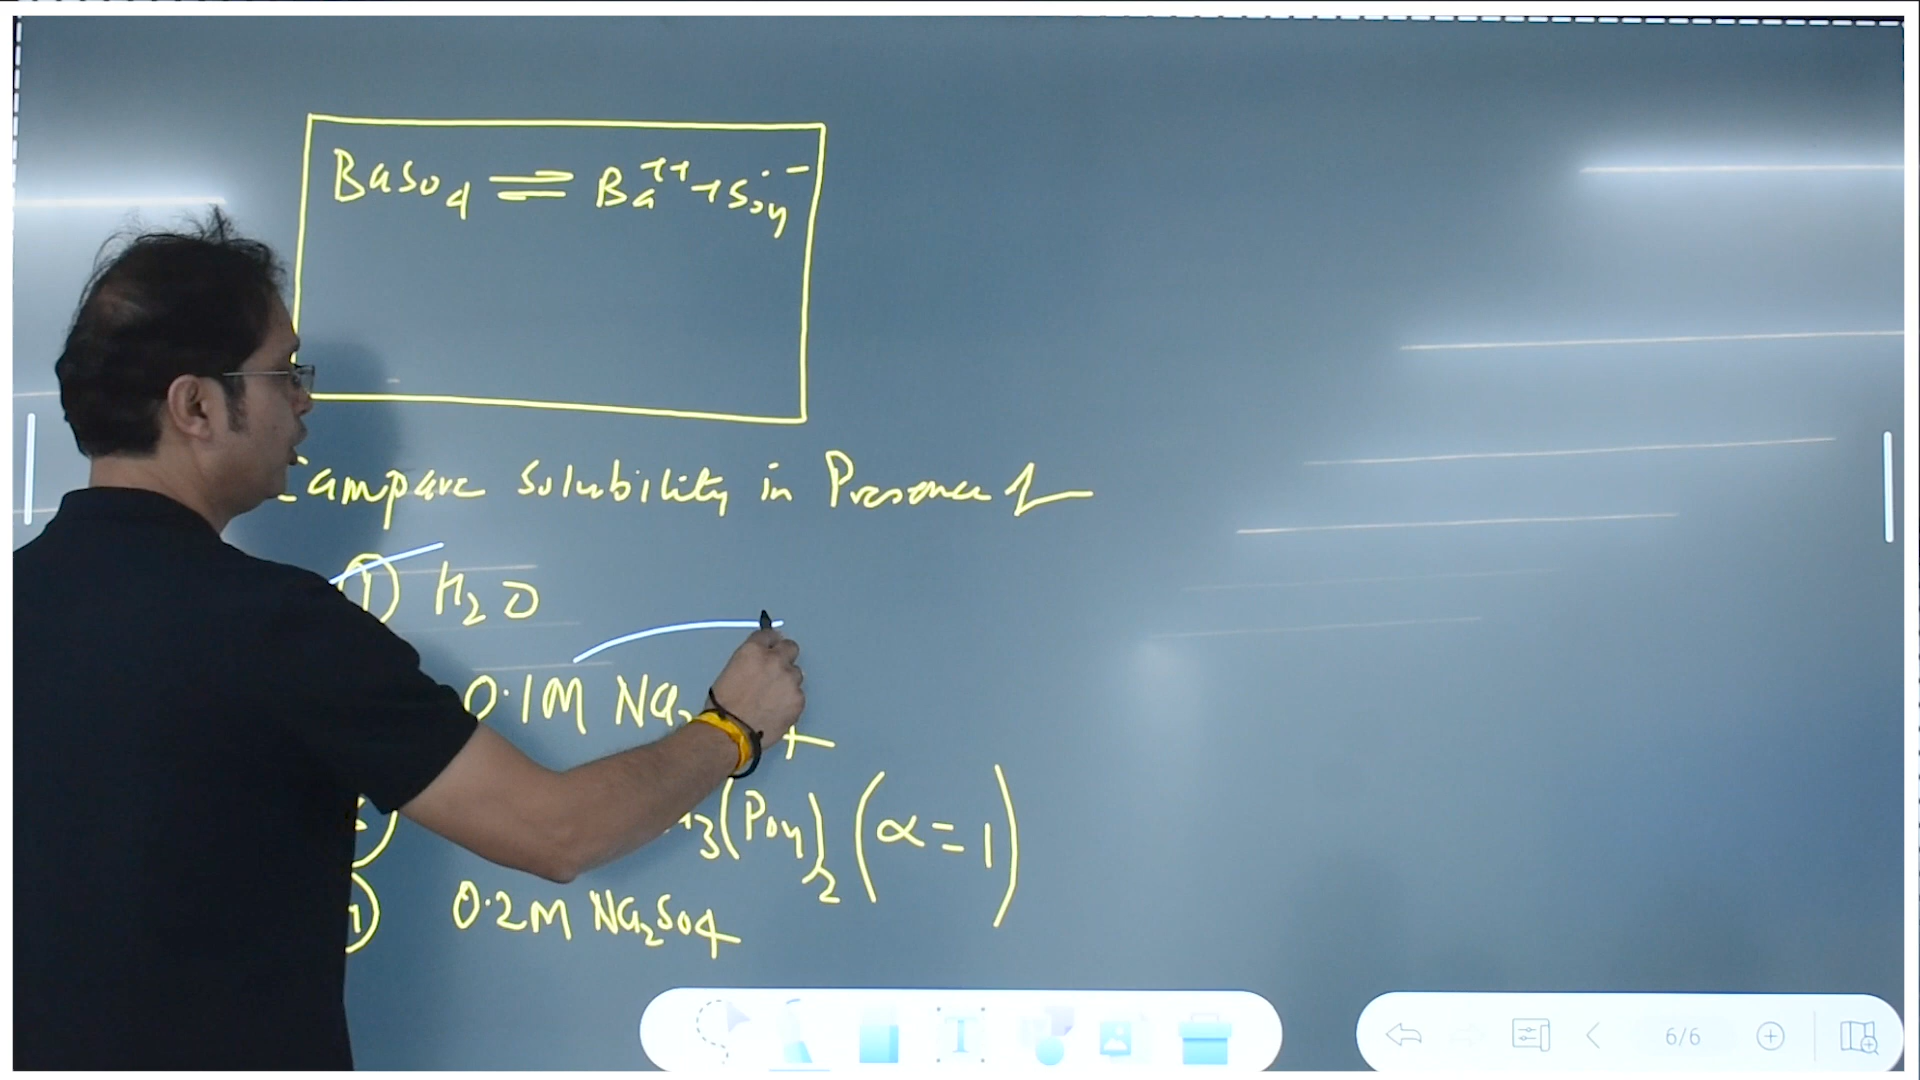 BaSO4 ⇌ Ba++ + SO4--
Compare Solubility in Presence of
① H2O
0.1M Na2
3(PO4)2 (α = 1)
0.2M Na2SO4
T
6/6